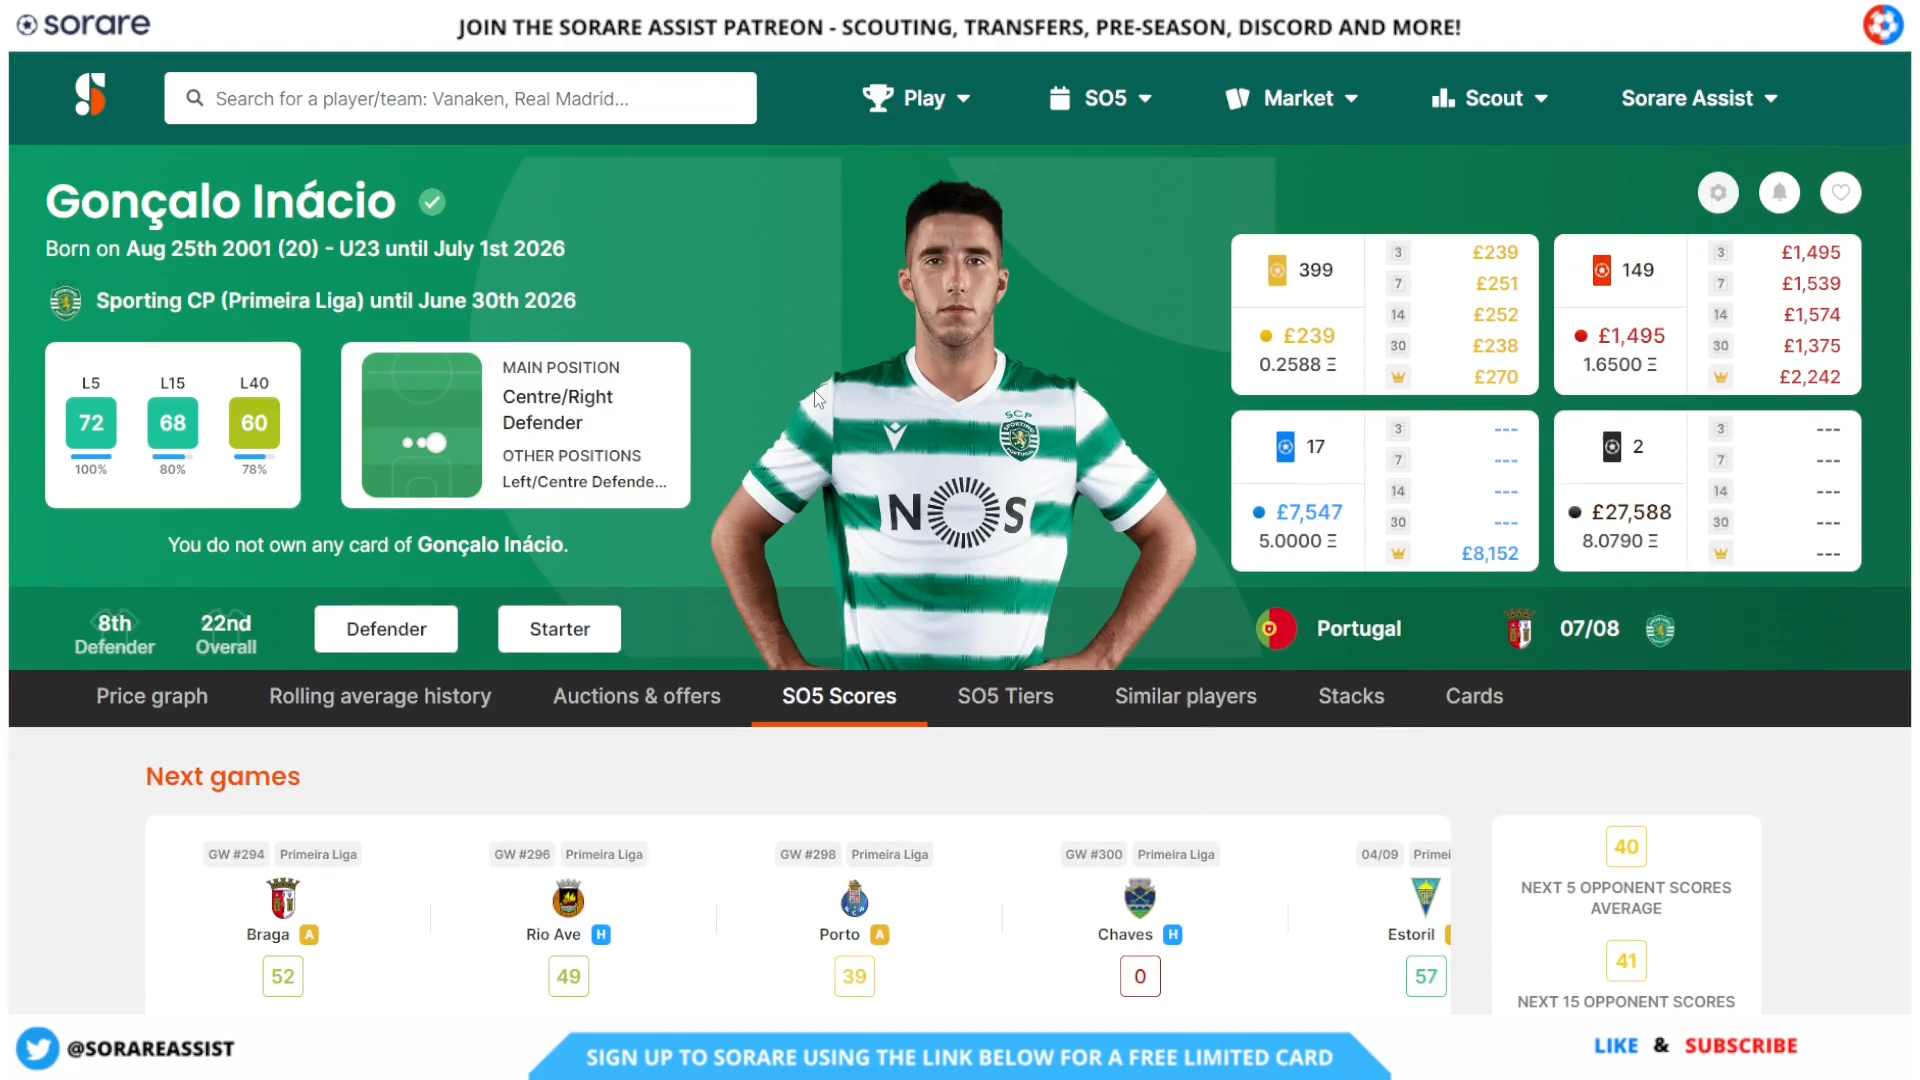 sorare
JOIN THE SORARE ASSIST PATREON - SCOUTING, TRANSFERS, PRE-SEASON, DISCORD AND MORE!
Search for a player/team: Vanaken, Real Madrid...
Play
SO5
Market
Scout
Sorare Assist
Gonçalo Inácio
Born on Aug 25th 2001 (20) - U23 until July 1st 2026
Sporting CP (Primeira Liga) until June 30th 2026
L5 L15 L40
72 68 60
100% 80% 78%
MAIN POSITION
Centre/Right
Defender
OTHER POSITIONS
Left/Centre Defende...
You do not own any card of Gonçalo Inácio.
SCP
SPORTING
PORTUGAL
NOS
399
£239
0.2588 Ξ
3 £239
7 £251
14 £252
30 £238
£270
149
£1,495
1.6500 Ξ
3 £1,495
7 £1,539
14 £1,574
30 £1,375
£2,242
17
£7,547
5.0000 Ξ
3 ---
7 ---
14 ---
30 ---
£8,152
2
£27,588
8.0790 Ξ
3 ---
7 ---
14 ---
30 ---
---
8th
Defender
22nd
Overall
Defender
Starter
Portugal
07/08
Price graph
Rolling average history
Auctions & offers
SO5 Scores
SO5 Tiers
Similar players
Stacks
Cards
Next games
GW #294 Primeira Liga
Braga A
52
GW #296 Primeira Liga
Rio Ave H
49
GW #298 Primeira Liga
Porto A
39
GW #300 Primeira Liga
Chaves H
0
04/09 Primei
Estoril
57
40
NEXT 5 OPPONENT SCORES
AVERAGE
41
NEXT 15 OPPONENT SCORES
@SORAREASSIST
SIGN UP TO SORARE USING THE LINK BELOW FOR A FREE LIMITED CARD
LIKE & SUBSCRIBE